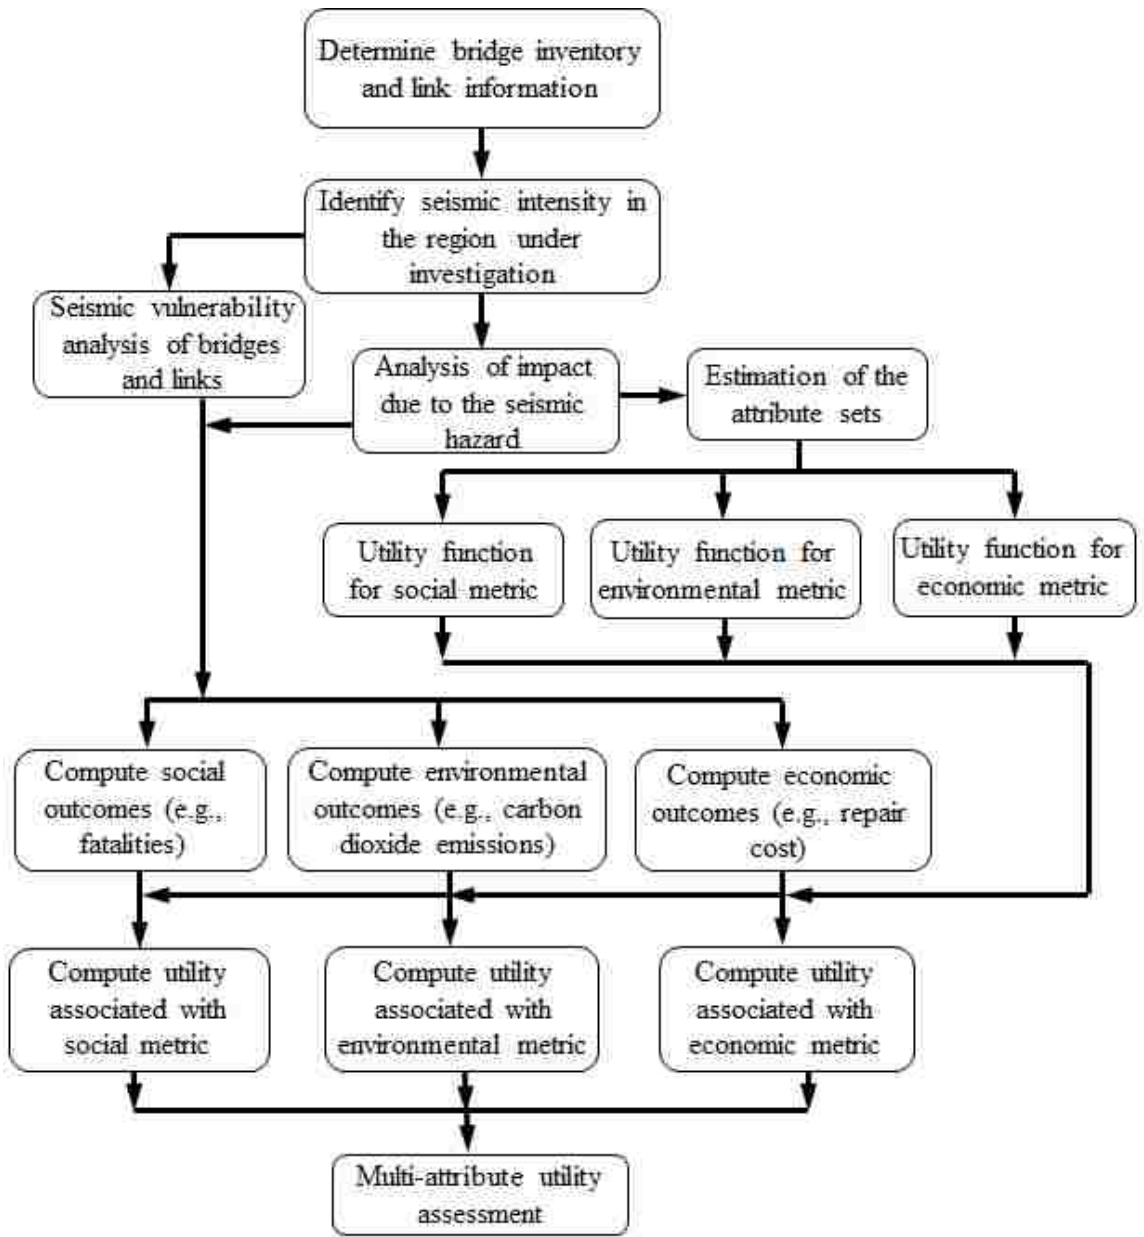 Determine bridge inventory
and link information
Identify seismic intensity in
the region under
investigation
Seismic vulnerability
analysis of bridges
and links
Analysis of impact
due to the seismic
hazard
Estimation of the
attribute sets
Utility function
for social metric
Utility function for
environmental metric
Utility function for
economic metric
Compute social
outcomes (e.g.,
fatalities)
Compute environmental
outcomes (e.g., carbon
dioxide emissions)
Compute economic
outcomes (e.g., repair
cost)
Compute utility
associated with
social metric
Compute utility
associated with
environmental metric
Compute utility
associated with
economic metric
Multi-attribute utility
assessment